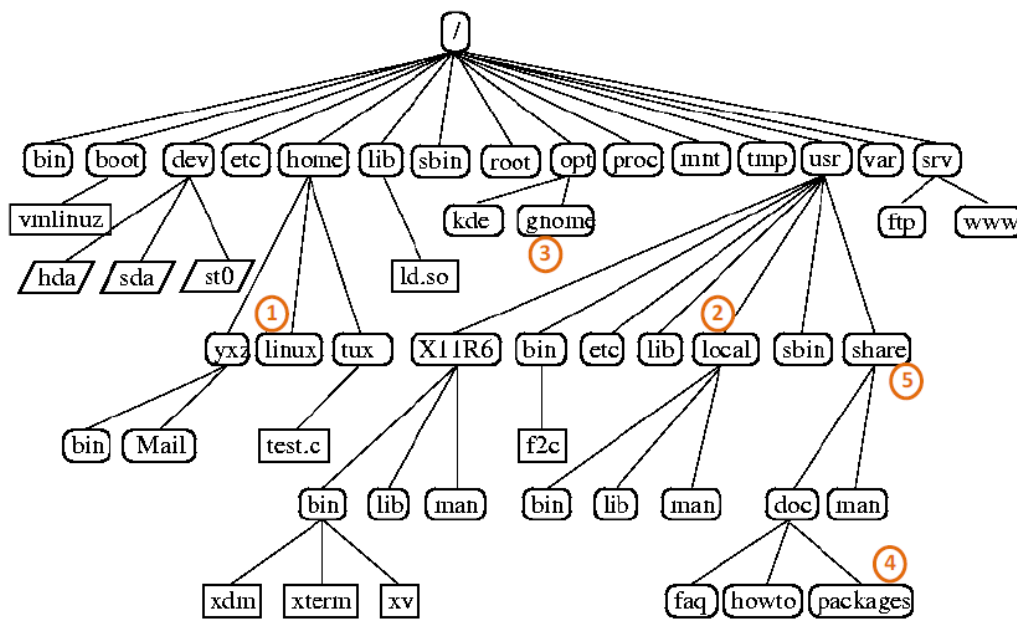 /
bin boot dev etc home lib sbin root opt proc mnt tmp usr var srv
vmlinuz kde gnome ftp www
3
hda sda st0 ld.so
1 2
yxz linux tux X11R6 bin etc lib local sbin share
5
bin Mail test.c f2c
bin lib man bin lib man doc man
4
xdm xterm xv faq howto packages